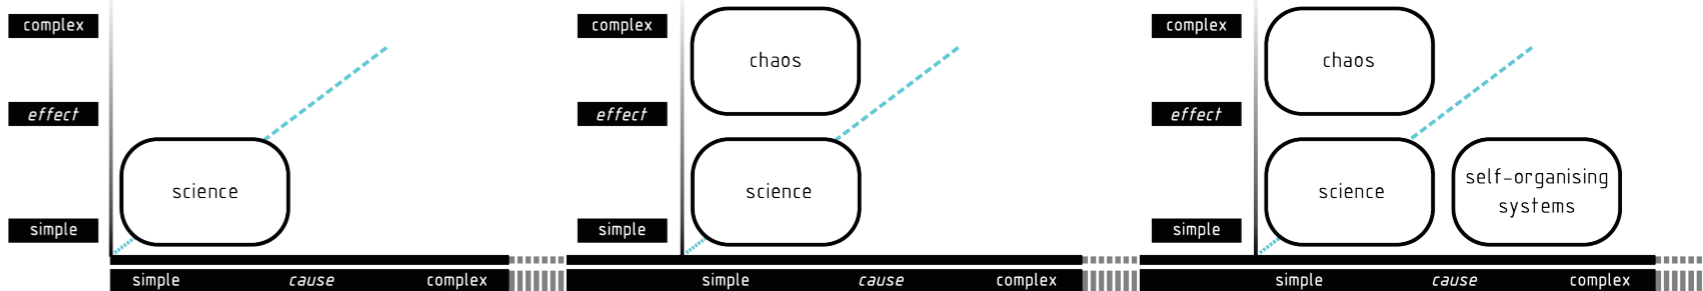 complex
effect
simple
science
simple cause complex
complex
effect
simple
chaos
science
simple cause complex
complex
effect
simple
chaos
science
self-organising
systems
simple cause complex